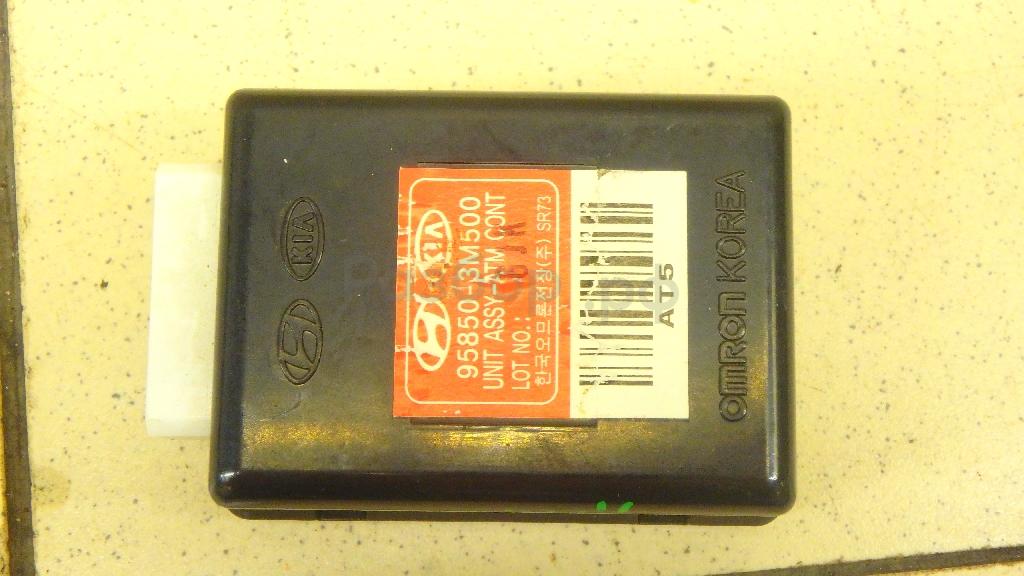 KIA
KIA
95850-3M500
UNIT ASSY-ATM CONT
LOT NO.:
한국오므론전장(주) SR73
AT5
OMRON KOREA